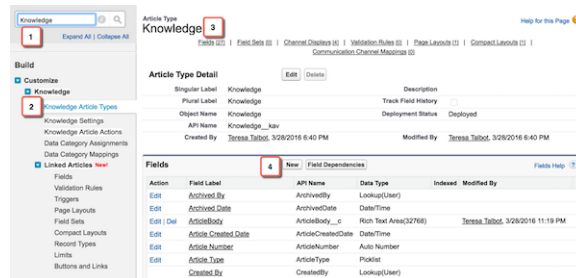 Knowledge
1
Expand All | Collapse All
Build
Customize
Knowledge
2
Knowledge Article Types
Knowledge Settings
Knowledge Article Actions
Data Category Assignments
Data Category Mappings
Linked Articles New!
Fields
Validation Rules
Triggers
Page Layouts
Field Sets
Compact Layouts
Record Types
Limits
Buttons and Links
Article Type
Knowledge
3
Help for this Page
Fields [27] | Field Sets [0] | Channel Displays [4] | Validation Rules [0] | Page Layouts [1] | Compact Layouts [1] |
Communication Channel Mappings [0]
Article Type Detail Edit Delete
Singular Label Knowledge Description
Plural Label Knowledge Track Field History
Object Name Knowledge Deployment Status Deployed
API Name Knowledge__kav
Created By Teresa Talbot, 3/28/2016 6:40 PM Modified By Teresa Talbot, 3/28/2016 6:40 PM
Fields 4 New Field Dependencies Fields Help
Action Field Label API Name Data Type Indexed Modified By
Edit Archived By ArchivedBy Lookup(User)
Edit Archived Date ArchivedDate Date/Time
Edit | Del ArticleBody ArticleBody__c Rich Text Area(32768) Teresa Talbot, 3/28/2016 11:19 PM
Edit Article Created Date ArticleCreatedDate Date/Time
Edit Article Number ArticleNumber Auto Number
Edit Article Type ArticleType Picklist
Created By CreatedBy Lookup(User)